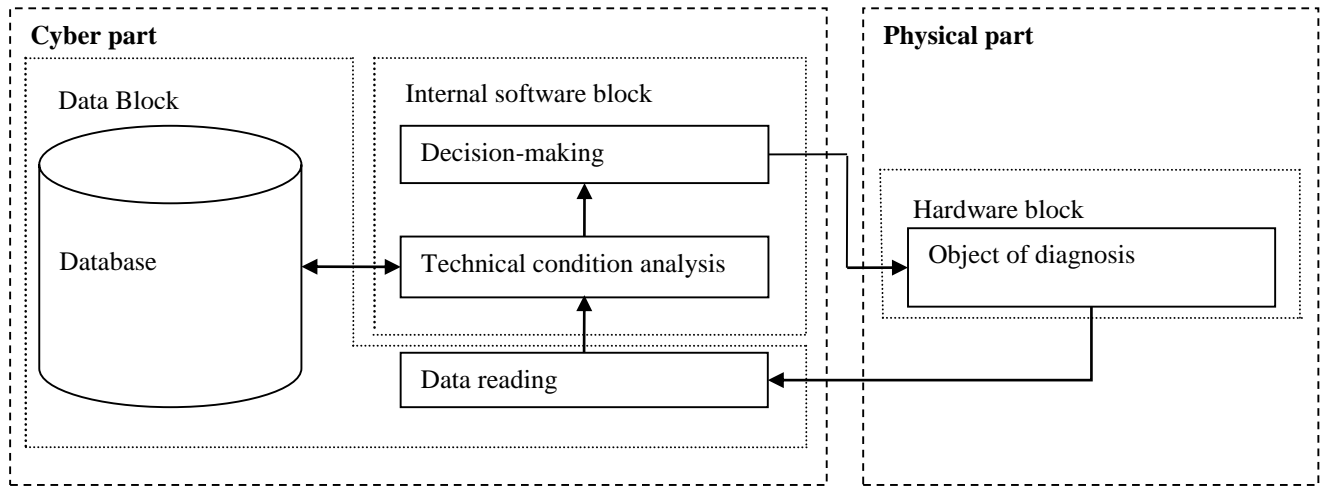 Cyber part
Data Block
Database
Internal software block
Decision-making
Technical condition analysis
Data reading
Physical part
Hardware block
Object of diagnosis